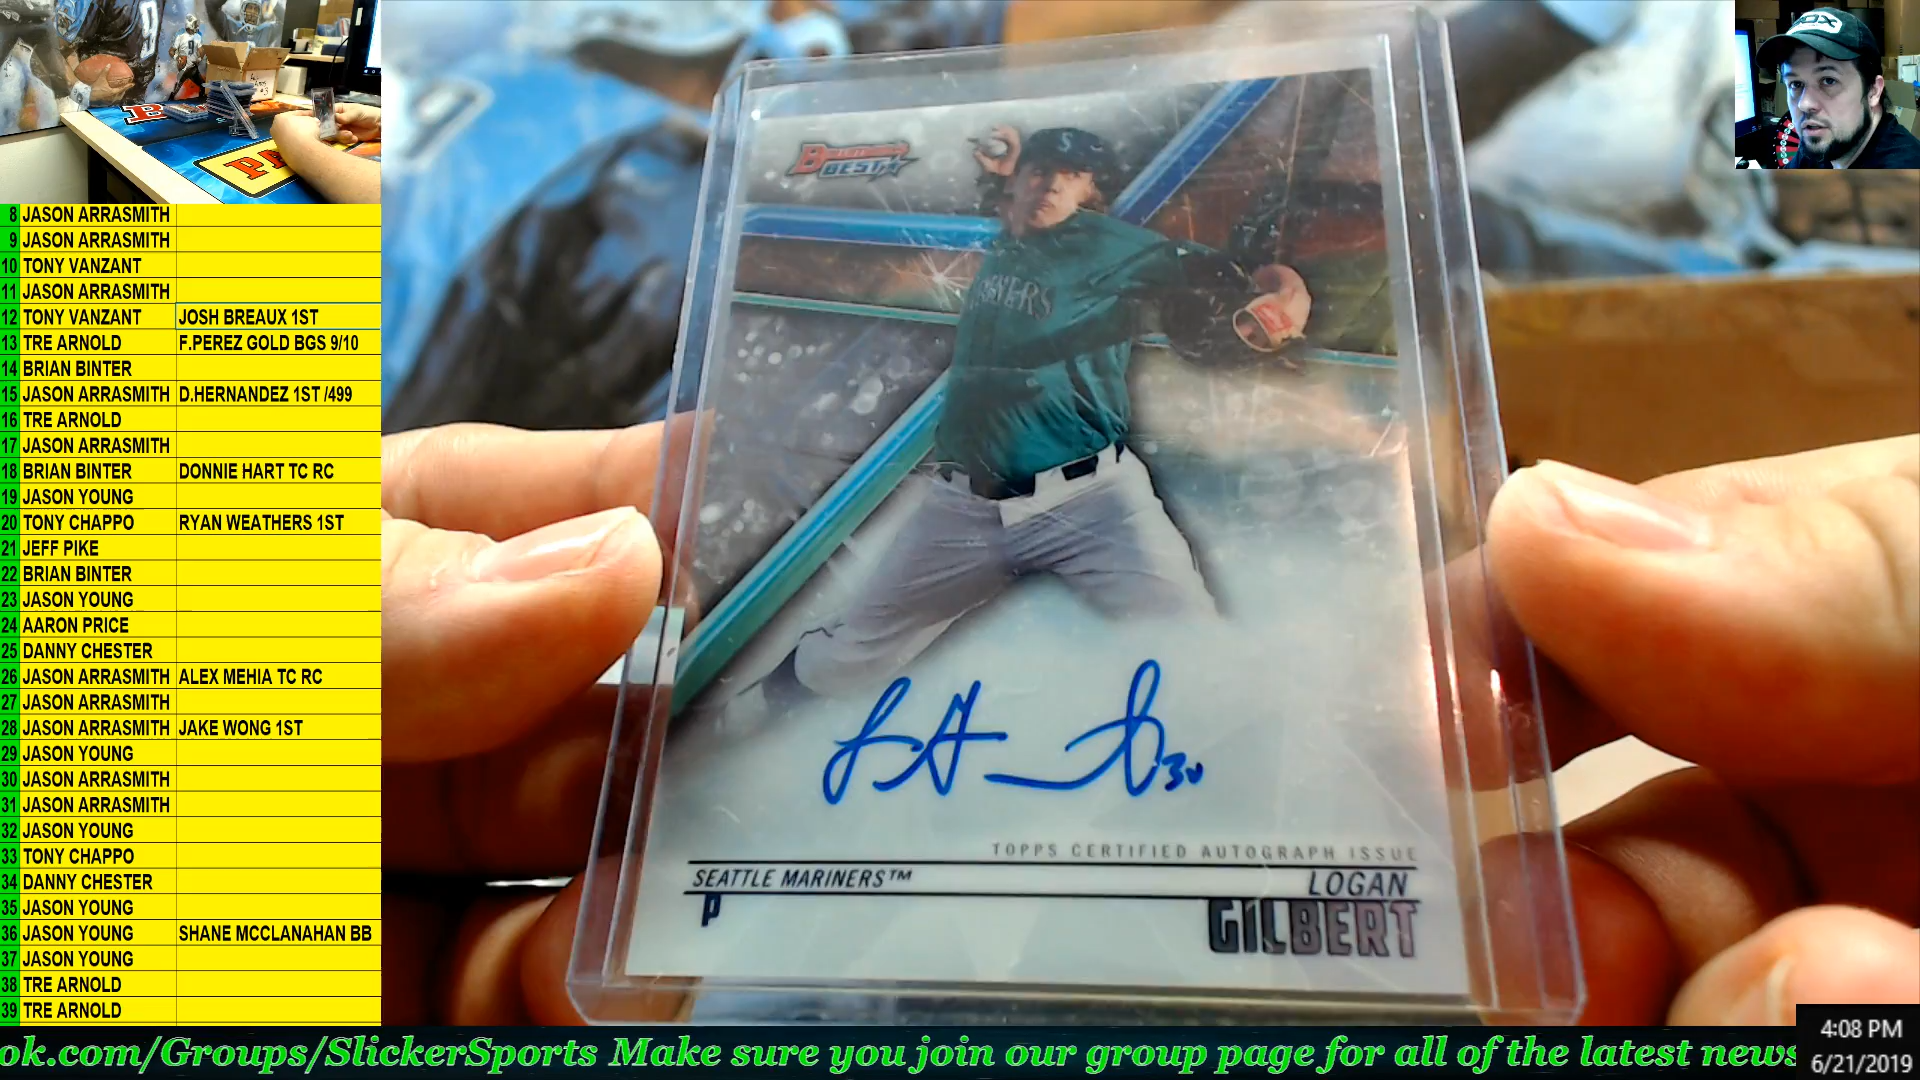 8 JASON ARRASMITH
9 JASON ARRASMITH
10 TONY VANZANT
11 JASON ARRASMITH
12 TONY VANZANT JOSH BREAUX 1ST
13 TRE ARNOLD F.PEREZ GOLD BGS 9/10
14 BRIAN BINTER
15 JASON ARRASMITH D.HERNANDEZ 1ST /499
16 TRE ARNOLD
17 JASON ARRASMITH
18 BRIAN BINTER DONNIE HART TC RC
19 JASON YOUNG
20 TONY CHAPPO RYAN WEATHERS 1ST
21 JEFF PIKE
22 BRIAN BINTER
23 JASON YOUNG
24 AARON PRICE
25 DANNY CHESTER
26 JASON ARRASMITH ALEX MEHIA TC RC
27 JASON ARRASMITH
28 JASON ARRASMITH JAKE WONG 1ST
29 JASON YOUNG
30 JASON ARRASMITH
31 JASON ARRASMITH
32 JASON YOUNG
33 TONY CHAPPO
34 DANNY CHESTER
35 JASON YOUNG
36 JASON YOUNG SHANE MCCLANAHAN BB
37 JASON YOUNG
38 TRE ARNOLD
39 TRE ARNOLD
BOWMAN'S
BEST
S
30
TOPPS CERTIFIED AUTOGRAPH ISSUE
SEATTLE MARINERS™
P
LOGAN
GILBERT
ok.com/Groups/SlickerSports Make sure you join our group page for all of the latest news
4:08 PM
6/21/2019